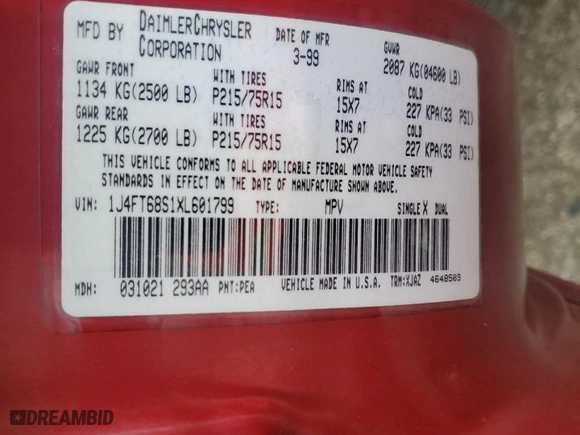 MFD BY DAIMLERCHRYSLER CORPORATION DATE OF MFR 3-99 GVWR 2087 KG(04600 LB)
GAWR FRONT WITH TIRES RIMS AT COLD
1134 KG(2500 LB) P215/75R15 15X7 227 KPA(33 PSI)
GAWR REAR WITH TIRES RIMS AT COLD
1225 KG(2700 LB) P215/75R15 15X7 227 KPA(33 PSI)
THIS VEHICLE CONFORMS TO ALL APPLICABLE FEDERAL MOTOR VEHICLE SAFETY
STANDARDS IN EFFECT ON THE DATE OF MANUFACTURE SHOWN ABOVE.
VIN: 1J4FT68S1XL601799 TYPE: MPV SINGLE X DUAL
MDH: 031021 293AA PNT:PEA VEHICLE MADE IN U.S.A. TRM:XJAZ 4648503
DREAMBID